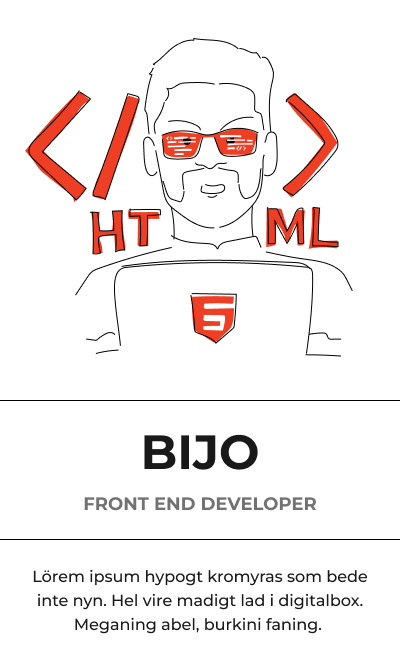 </>
HT ML
5
BIJO
FRONT END DEVELOPER
Lörem ipsum hypogt kromyras som bede
inte nyn. Hel vire madigt lad i digitalbox.
Meganing abel, burkini faning.